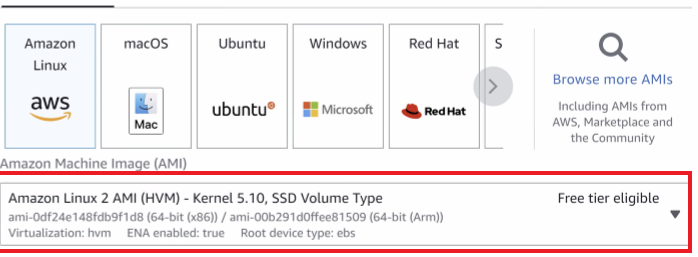 Amazon Linux
aws
macOS
Mac
Ubuntu
ubuntu
Windows
Microsoft
Red Hat
Red Hat
S
Browse more AMIs
Including AMIs from
AWS, Marketplace and
the Community
Amazon Machine Image (AMI)
Amazon Linux 2 AMI (HVM) - Kernel 5.10, SSD Volume Type
Free tier eligible
ami-0df24e148fdb9f1d8 (64-bit (x86)) / ami-00b291d0ffee81509 (64-bit (Arm))
Virtualization: hvm ENA enabled: true Root device type: ebs